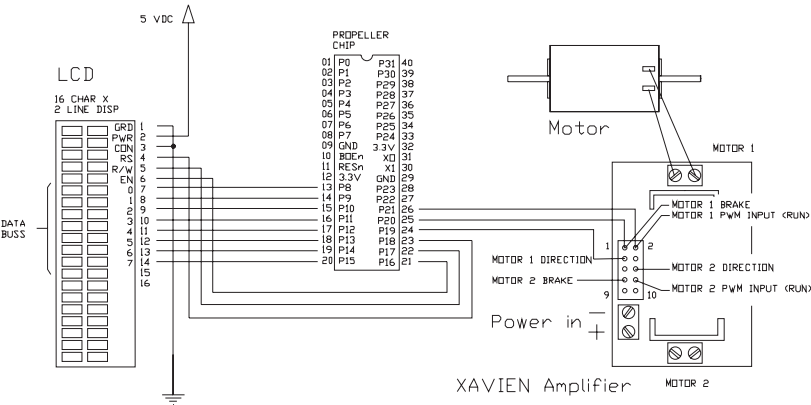 5 VDC
LCD
16 CHAR X
2 LINE DISP
GRD 1
PWR 2
CON 3
RS 4
R/W 5
EN 6
0 7
1 8
2 9
3 10
4 11
5 12
6 13
7 14
15
16
DATA
BUSS
PROPELLER
CHIP
01 P0 P31 40
02 P1 P30 39
03 P2 P29 38
04 P3 P28 37
05 P4 P27 36
06 P5 P26 35
07 P6 P25 34
08 P7 P24 33
09 GND 3.3V 32
10 BOEn XO 31
11 RESn X1 30
12 3.3V GND 29
13 P8 P23 28
14 P9 P22 27
15 P10 P21 26
16 P11 P20 25
17 P12 P19 24
18 P13 P18 23
19 P14 P17 22
20 P15 P16 21
Motor
MOTOR 1
MOTOR 1 BRAKE
MOTOR 1 PWM INPUT (RUN)
1 2
MOTOR 1 DIRECTION
MOTOR 2 DIRECTION
MOTOR 2 BRAKE
MOTOR 2 PWM INPUT (RUN)
9 10
Power in − +
XAVIEN Amplifier
MOTOR 2